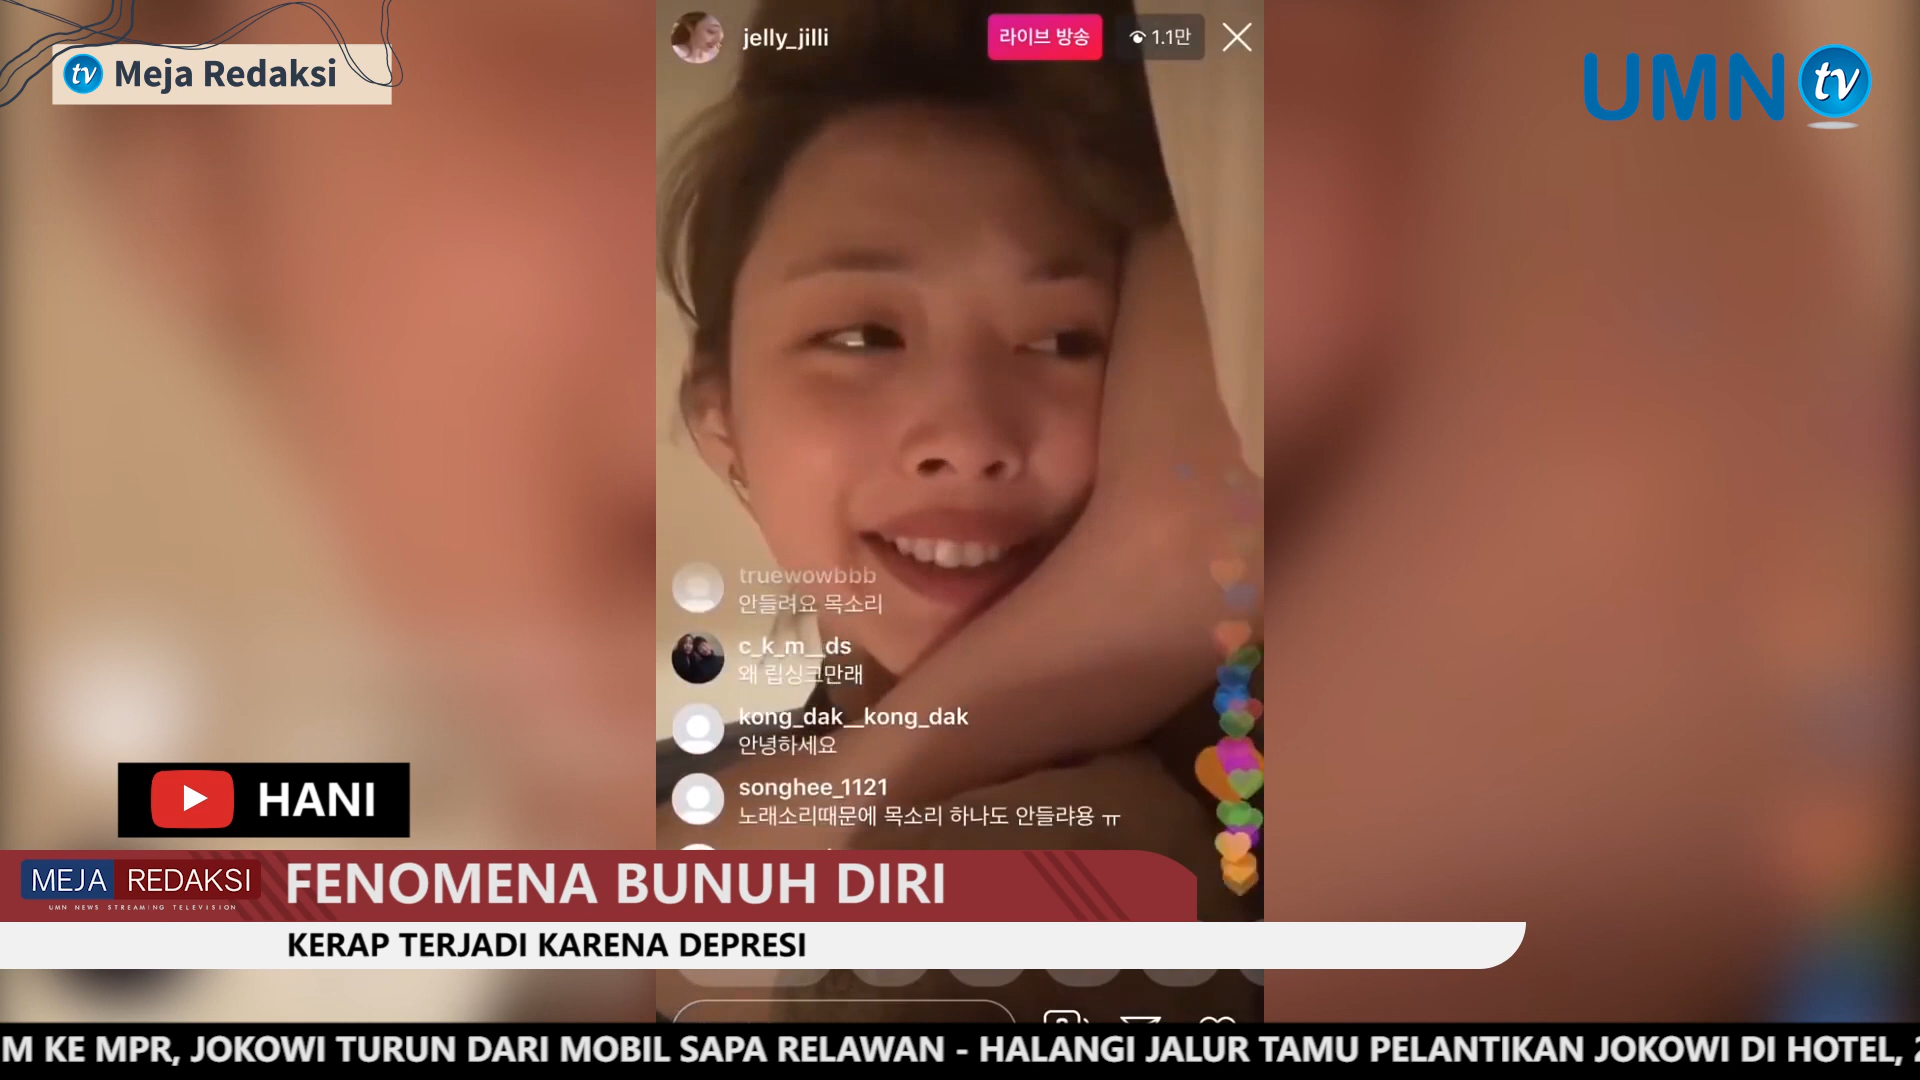 tv Meja Redaksi
jelly_jilli
라이브 방송
1.1만
UMN tv
truewowbbb
안들려요 목소리
c_k_m__ds
왜 립싱크만래
kong_dak__kong_dak
안녕하세요
songhee_1121
노래소리때문에 목소리 하나도 안들랴용 ㅠ
HANI
MEJA REDAKSI
UMN NEWS STREAMING TELEVISION
FENOMENA BUNUH DIRI
KERAP TERJADI KARENA DEPRESI
M KE MPR, JOKOWI TURUN DARI MOBIL SAPA RELAWAN - HALANGI JALUR TAMU PELANTIKAN JOKOWI DI HOTEL,